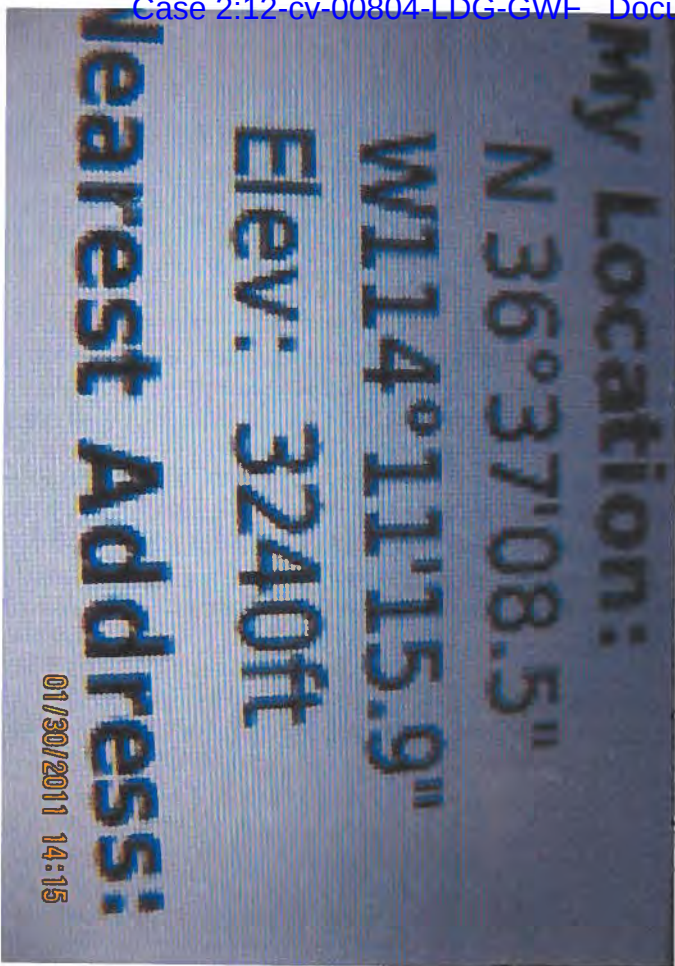 Case 2:12-cv-00804-LDG-GWF Docu
My Location:
N 36°37'08.5"
W114°11'15.9"
Elev: 3240ft
Nearest Address:
01/30/2011 14:15